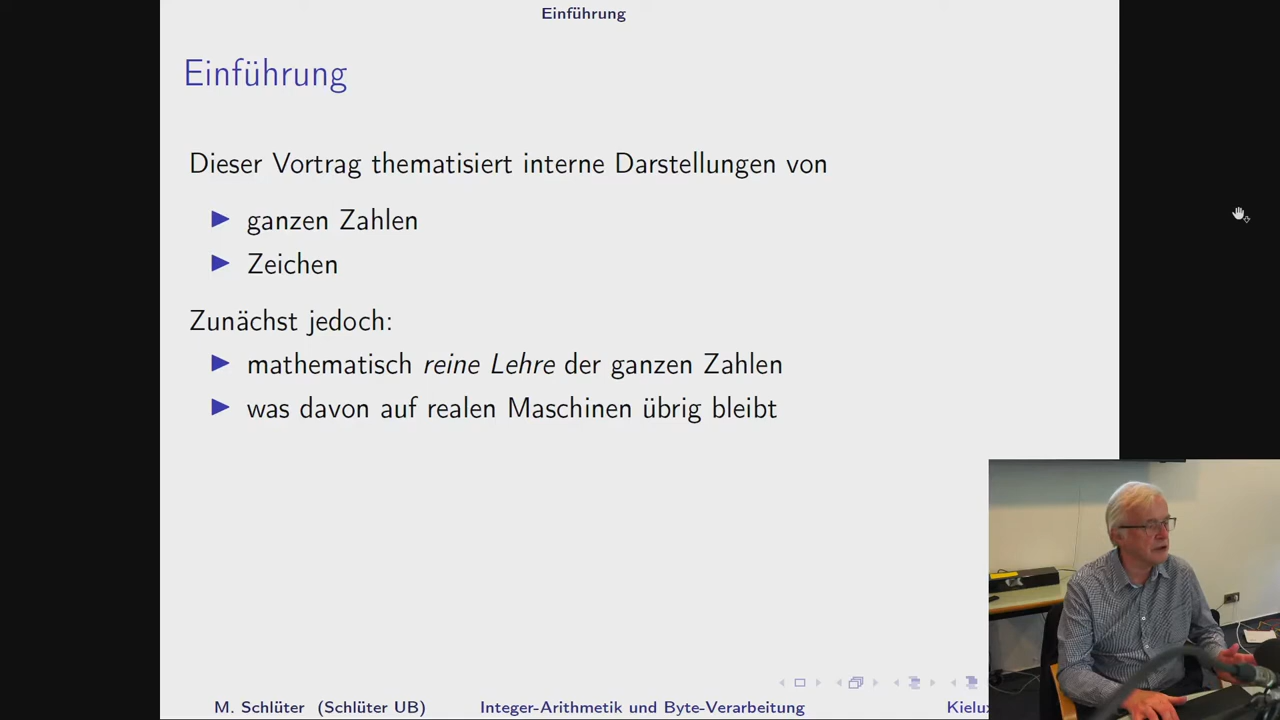 Einführung
Einführung
Dieser Vortrag thematisiert interne Darstellungen von
ganzen Zahlen
Zeichen
Zunächst jedoch:
mathematisch reine Lehre der ganzen Zahlen
was davon auf realen Maschinen übrig bleibt
M. Schlüter (Schlüter UB) Integer-Arithmetik und Byte-Verarbeitung